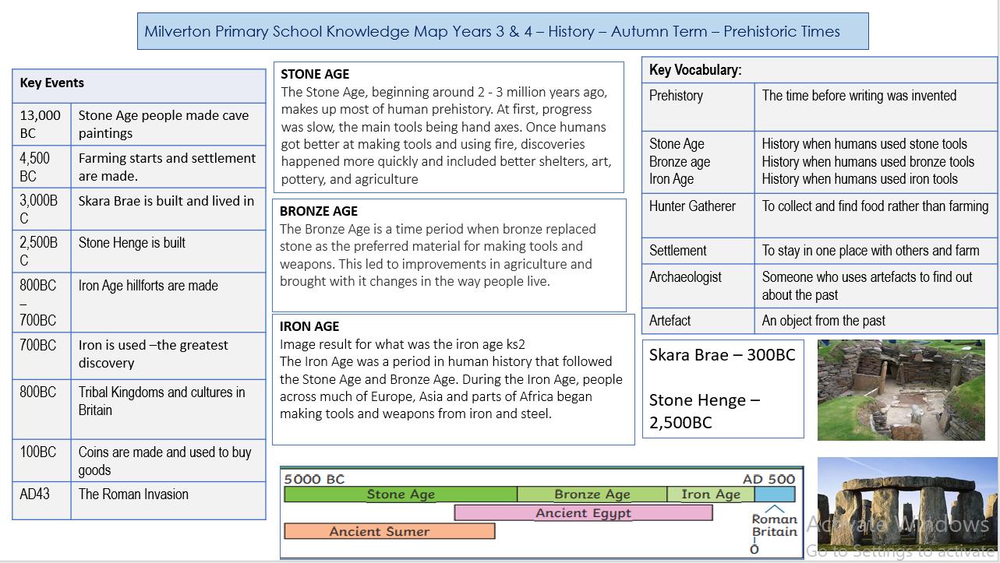 Milverton Primary School Knowledge Map Years 3 & 4 – History – Autumn Term – Prehistoric Times
Key Events
13,000
BC
Stone Age people made cave
paintings
4,500
BC
Farming starts and settlement
are made.
3,000B
C
Skara Brae is built and lived in
2,500B
C
Stone Henge is built
800BC
–
700BC
Iron Age hillforts are made
700BC
Iron is used –the greatest
discovery
800BC
Tribal Kingdoms and cultures in
Britain
100BC
Coins are made and used to buy
goods
AD43
The Roman Invasion
STONE AGE
The Stone Age, beginning around 2 - 3 million years ago,
makes up most of human prehistory. At first, progress
was slow, the main tools being hand axes. Once humans
got better at making tools and using fire, discoveries
happened more quickly and included better shelters, art,
pottery, and agriculture
BRONZE AGE
The Bronze Age is a time period when bronze replaced
stone as the preferred material for making tools and
weapons. This led to improvements in agriculture and
brought with it changes in the way people live.
IRON AGE
Image result for what was the iron age ks2
The Iron Age was a period in human history that followed
the Stone Age and Bronze Age. During the Iron Age, people
across much of Europe, Asia and parts of Africa began
making tools and weapons from iron and steel.
5000 BC
AD 500
Stone Age
Bronze Age
Iron Age
Ancient Egypt
Ancient Sumer
Roman
Britain
0
Key Vocabulary:
Prehistory
The time before writing was invented
Stone Age
Bronze age
Iron Age
History when humans used stone tools
History when humans used bronze tools
History when humans used iron tools
Hunter Gatherer
To collect and find food rather than farming
Settlement
To stay in one place with others and farm
Archaeologist
Someone who uses artefacts to find out
about the past
Artefact
An object from the past
Skara Brae – 300BC
Stone Henge –
2,500BC
Activate Windows
Go to Settings to activate